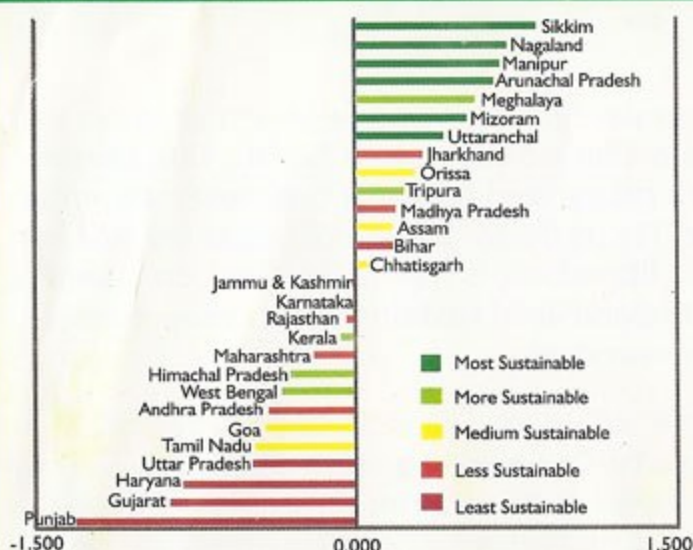 Sikkim
Nagaland
Manipur
Arunachal Pradesh
Meghalaya
Mizoram
Uttaranchal
Jharkhand
Orissa
Tripura
Madhya Pradesh
Assam
Bihar
Chhatisgarh
Jammu & Kashmir
Karnataka
Rajasthan
Kerala
Maharashtra
Himachal Pradesh
West Bengal
Andhra Pradesh
Goa
Tamil Nadu
Uttar Pradesh
Haryana
Gujarat
Punjab
Most Sustainable
More Sustainable
Medium Sustainable
Less Sustainable
Least Sustainable
-1.500 0.000 1.500